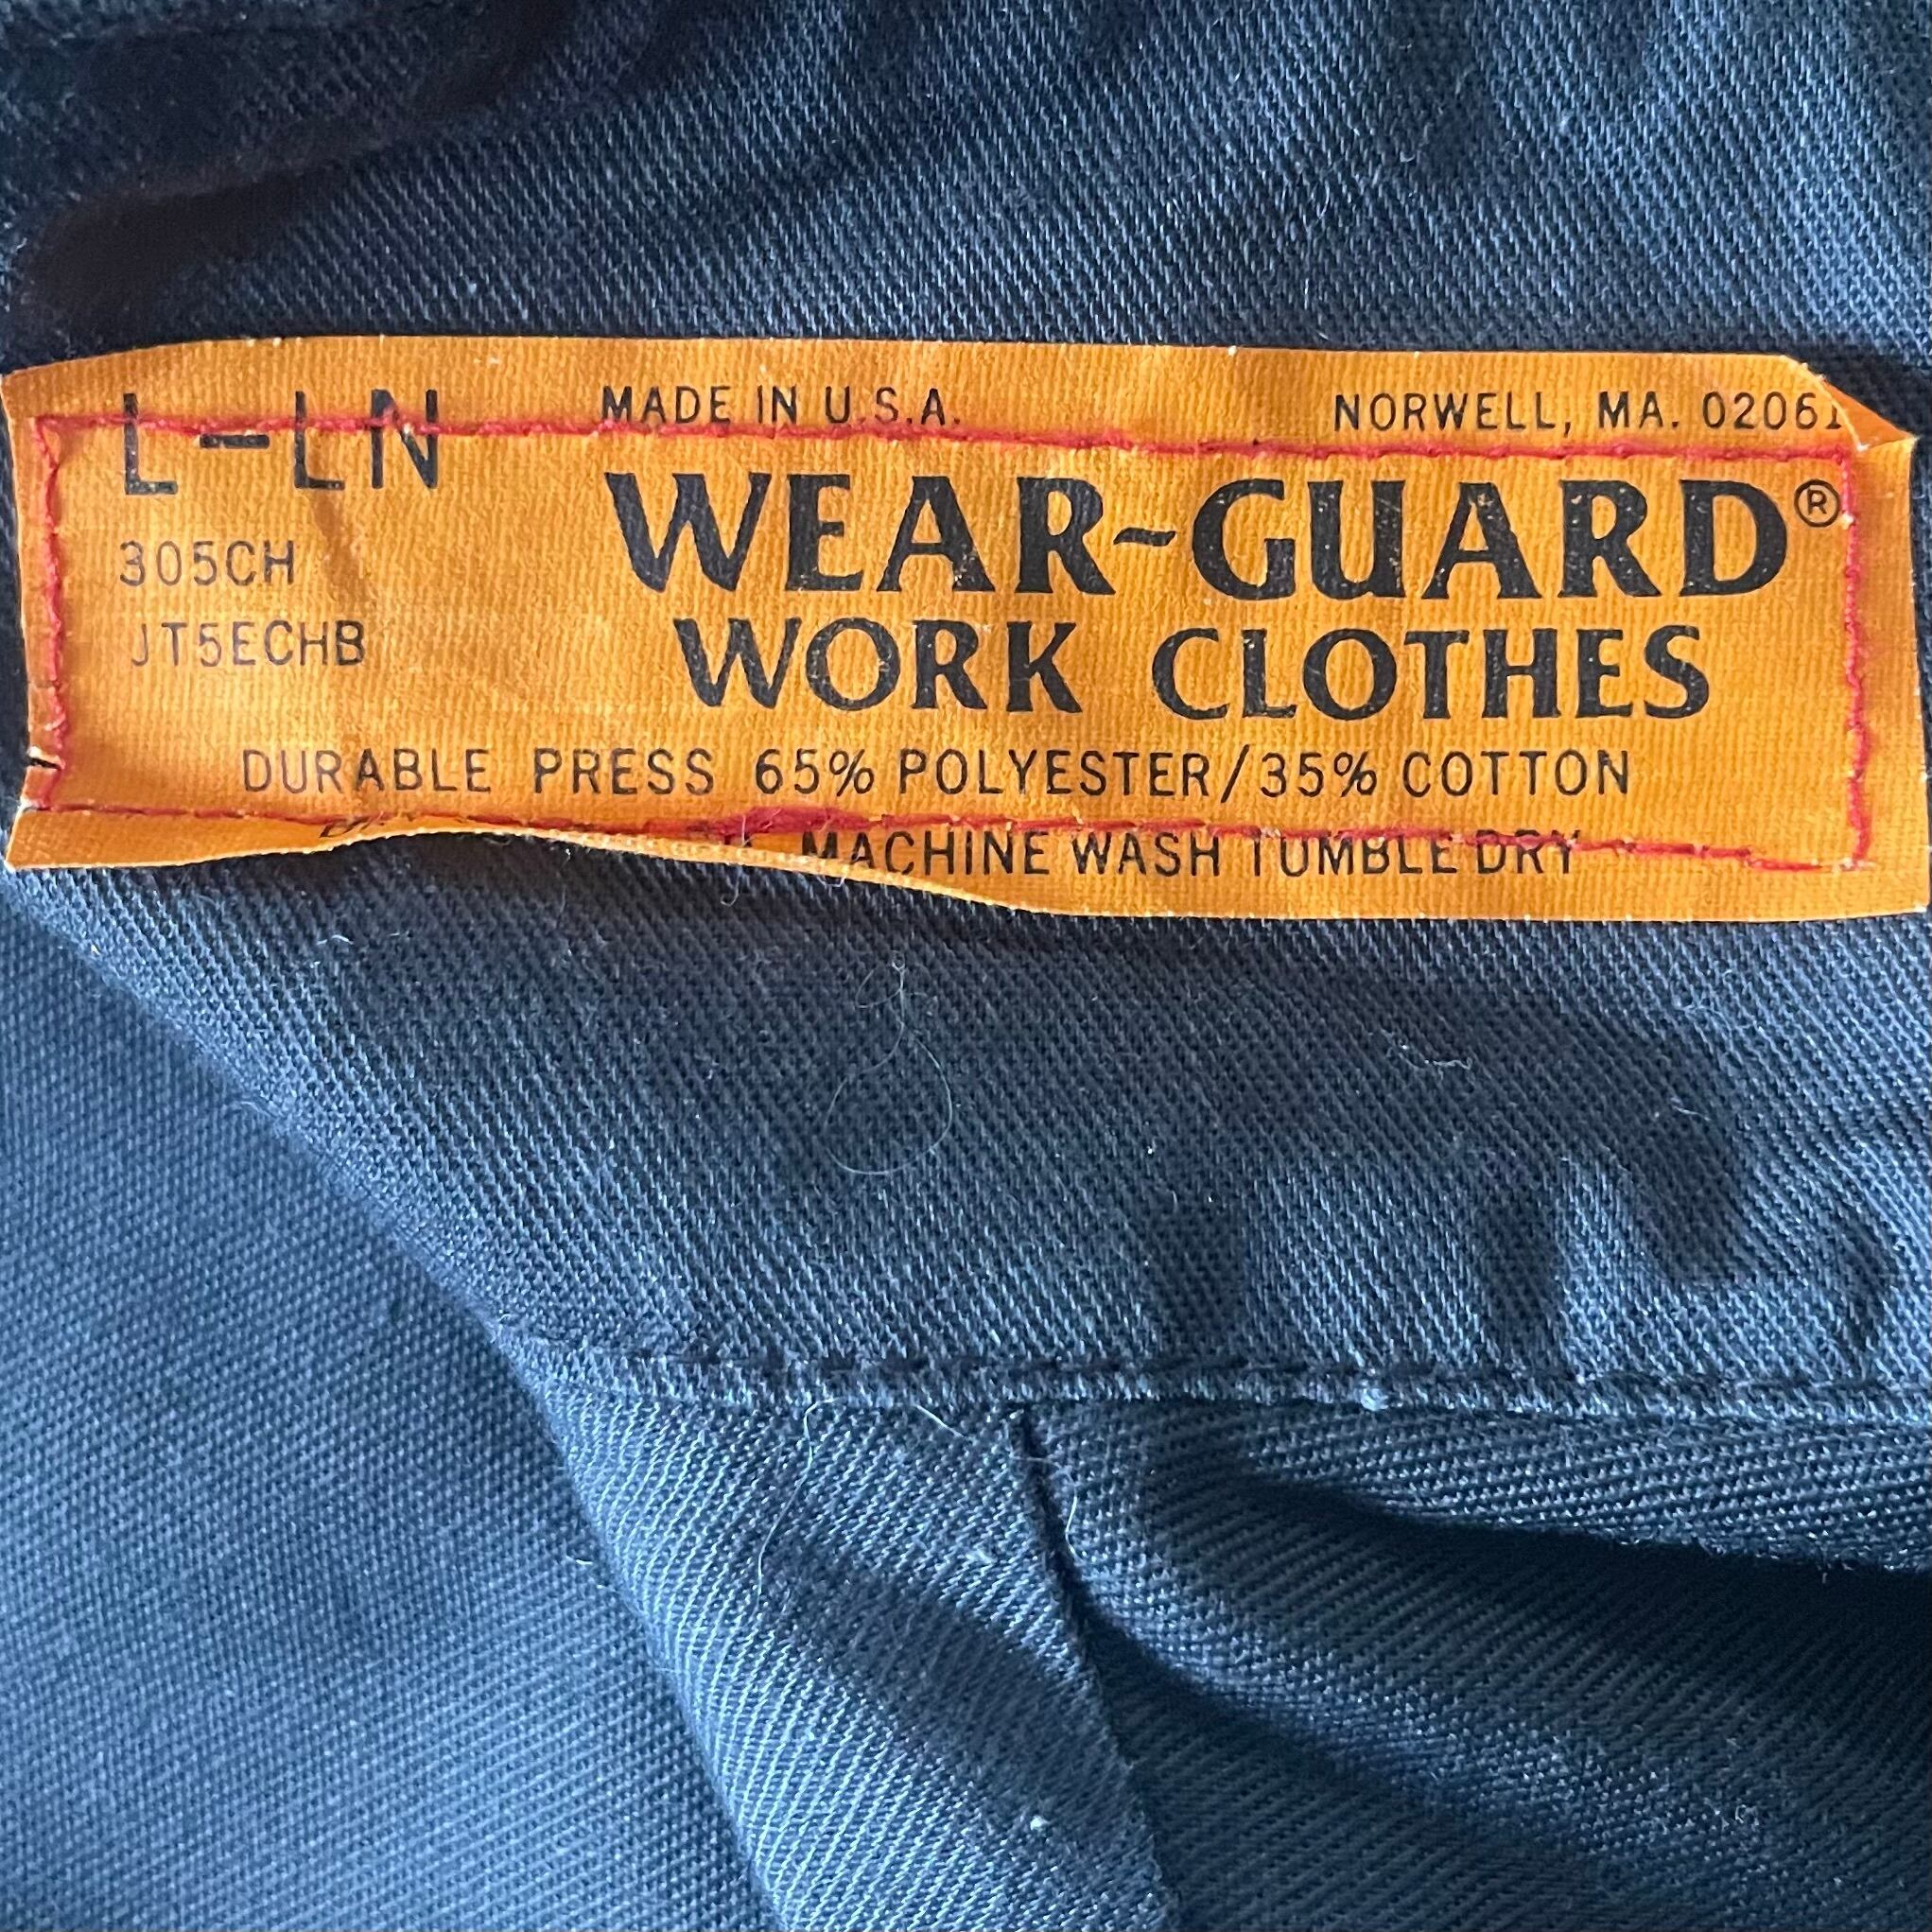 L-LN
MADE IN U.S.A.
NORWELL, MA. 02061
305CH
JT5ECHB
WEAR-GUARD®
WORK CLOTHES
DURABLE PRESS 65% POLYESTER/35% COTTON
MACHINE WASH TUMBLE DRY